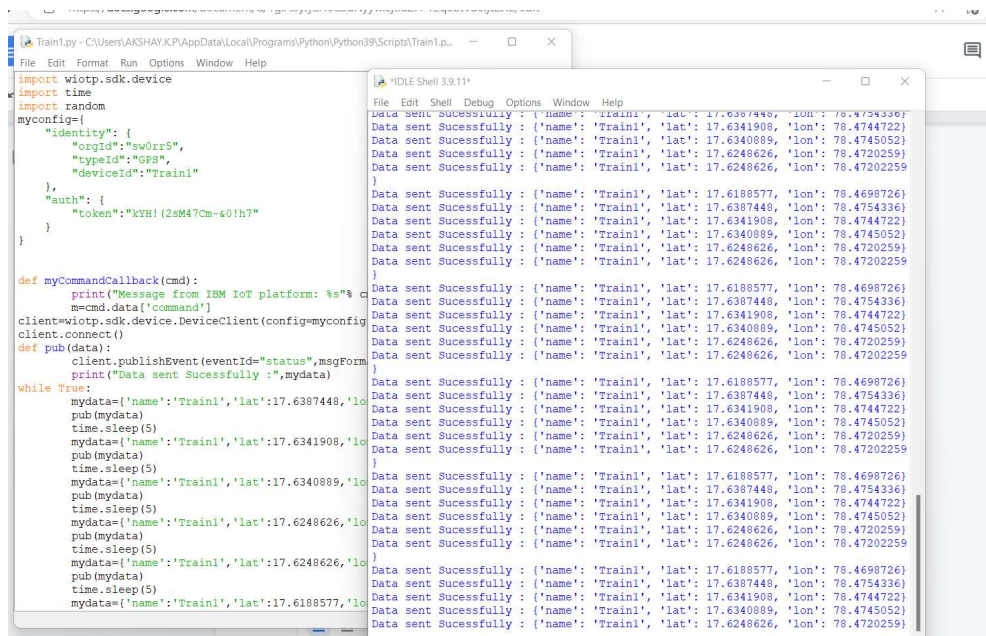 Train1.py - C:\Users\AKSHAY.K.P\AppData\Local\Programs\Python\Python39\Scripts\Train1.p...
File Edit Format Run Options Window Help
import wiotp.sdk.device
import time
import random
myconfig={
    "identity": {
        "orgId":"sw0rr5",
        "typeId":"GPS",
        "deviceId":"Train1"
    },
    "auth": {
        "token":"kYH!(2sM47Cm-&0!h7"
    }
}
def myCommandCallback(cmd):
        print("Message from IBM IoT platform: %s"% c
        m=cmd.data['command']
client=wiotp.sdk.device.DeviceClient(config=myconfig
client.connect()
def pub(data):
        client.publishEvent(eventId="status",msgForm
        print("Data sent Sucessfully :",mydata)
while True:
        mydata={'name':'Train1','lat':17.6387448,'lo
        pub(mydata)
        time.sleep(5)
        mydata={'name':'Train1','lat':17.6341908,'lo
        pub(mydata)
        time.sleep(5)
        mydata={'name':'Train1','lat':17.6340889,'lo
        pub(mydata)
        time.sleep(5)
        mydata={'name':'Train1','lat':17.6248626,'lo
        pub(mydata)
        time.sleep(5)
        mydata={'name':'Train1','lat':17.6248626,'lo
        pub(mydata)
        time.sleep(5)
        mydata={'name':'Train1','lat':17.6188577,'lo
*IDLE Shell 3.9.11*
File Edit Shell Debug Options Window Help
Data sent Sucessfully : {'name': 'Train1', 'lat': 17.6387448, 'lon': 78.4754336}
Data sent Sucessfully : {'name': 'Train1', 'lat': 17.6341908, 'lon': 78.4744722}
Data sent Sucessfully : {'name': 'Train1', 'lat': 17.6340889, 'lon': 78.4745052}
Data sent Sucessfully : {'name': 'Train1', 'lat': 17.6248626, 'lon': 78.4720259}
Data sent Sucessfully : {'name': 'Train1', 'lat': 17.6248626, 'lon': 78.47202259
}
Data sent Sucessfully : {'name': 'Train1', 'lat': 17.6188577, 'lon': 78.4698726}
Data sent Sucessfully : {'name': 'Train1', 'lat': 17.6387448, 'lon': 78.4754336}
Data sent Sucessfully : {'name': 'Train1', 'lat': 17.6341908, 'lon': 78.4744722}
Data sent Sucessfully : {'name': 'Train1', 'lat': 17.6340889, 'lon': 78.4745052}
Data sent Sucessfully : {'name': 'Train1', 'lat': 17.6248626, 'lon': 78.4720259}
Data sent Sucessfully : {'name': 'Train1', 'lat': 17.6248626, 'lon': 78.47202259
}
Data sent Sucessfully : {'name': 'Train1', 'lat': 17.6188577, 'lon': 78.4698726}
Data sent Sucessfully : {'name': 'Train1', 'lat': 17.6387448, 'lon': 78.4754336}
Data sent Sucessfully : {'name': 'Train1', 'lat': 17.6341908, 'lon': 78.4744722}
Data sent Sucessfully : {'name': 'Train1', 'lat': 17.6340889, 'lon': 78.4745052}
Data sent Sucessfully : {'name': 'Train1', 'lat': 17.6248626, 'lon': 78.4720259}
Data sent Sucessfully : {'name': 'Train1', 'lat': 17.6248626, 'lon': 78.47202259
}
Data sent Sucessfully : {'name': 'Train1', 'lat': 17.6188577, 'lon': 78.4698726}
Data sent Sucessfully : {'name': 'Train1', 'lat': 17.6387448, 'lon': 78.4754336}
Data sent Sucessfully : {'name': 'Train1', 'lat': 17.6341908, 'lon': 78.4744722}
Data sent Sucessfully : {'name': 'Train1', 'lat': 17.6340889, 'lon': 78.4745052}
Data sent Sucessfully : {'name': 'Train1', 'lat': 17.6248626, 'lon': 78.4720259}
Data sent Sucessfully : {'name': 'Train1', 'lat': 17.6248626, 'lon': 78.47202259
}
Data sent Sucessfully : {'name': 'Train1', 'lat': 17.6188577, 'lon': 78.4698726}
Data sent Sucessfully : {'name': 'Train1', 'lat': 17.6387448, 'lon': 78.4754336}
Data sent Sucessfully : {'name': 'Train1', 'lat': 17.6341908, 'lon': 78.4744722}
Data sent Sucessfully : {'name': 'Train1', 'lat': 17.6340889, 'lon': 78.4745052}
Data sent Sucessfully : {'name': 'Train1', 'lat': 17.6248626, 'lon': 78.4720259}
Data sent Sucessfully : {'name': 'Train1', 'lat': 17.6248626, 'lon': 78.47202259
}
Data sent Sucessfully : {'name': 'Train1', 'lat': 17.6188577, 'lon': 78.4698726}
Data sent Sucessfully : {'name': 'Train1', 'lat': 17.6387448, 'lon': 78.4754336}
Data sent Sucessfully : {'name': 'Train1', 'lat': 17.6341908, 'lon': 78.4744722}
Data sent Sucessfully : {'name': 'Train1', 'lat': 17.6340889, 'lon': 78.4745052}
Data sent Sucessfully : {'name': 'Train1', 'lat': 17.6248626, 'lon': 78.4720259}